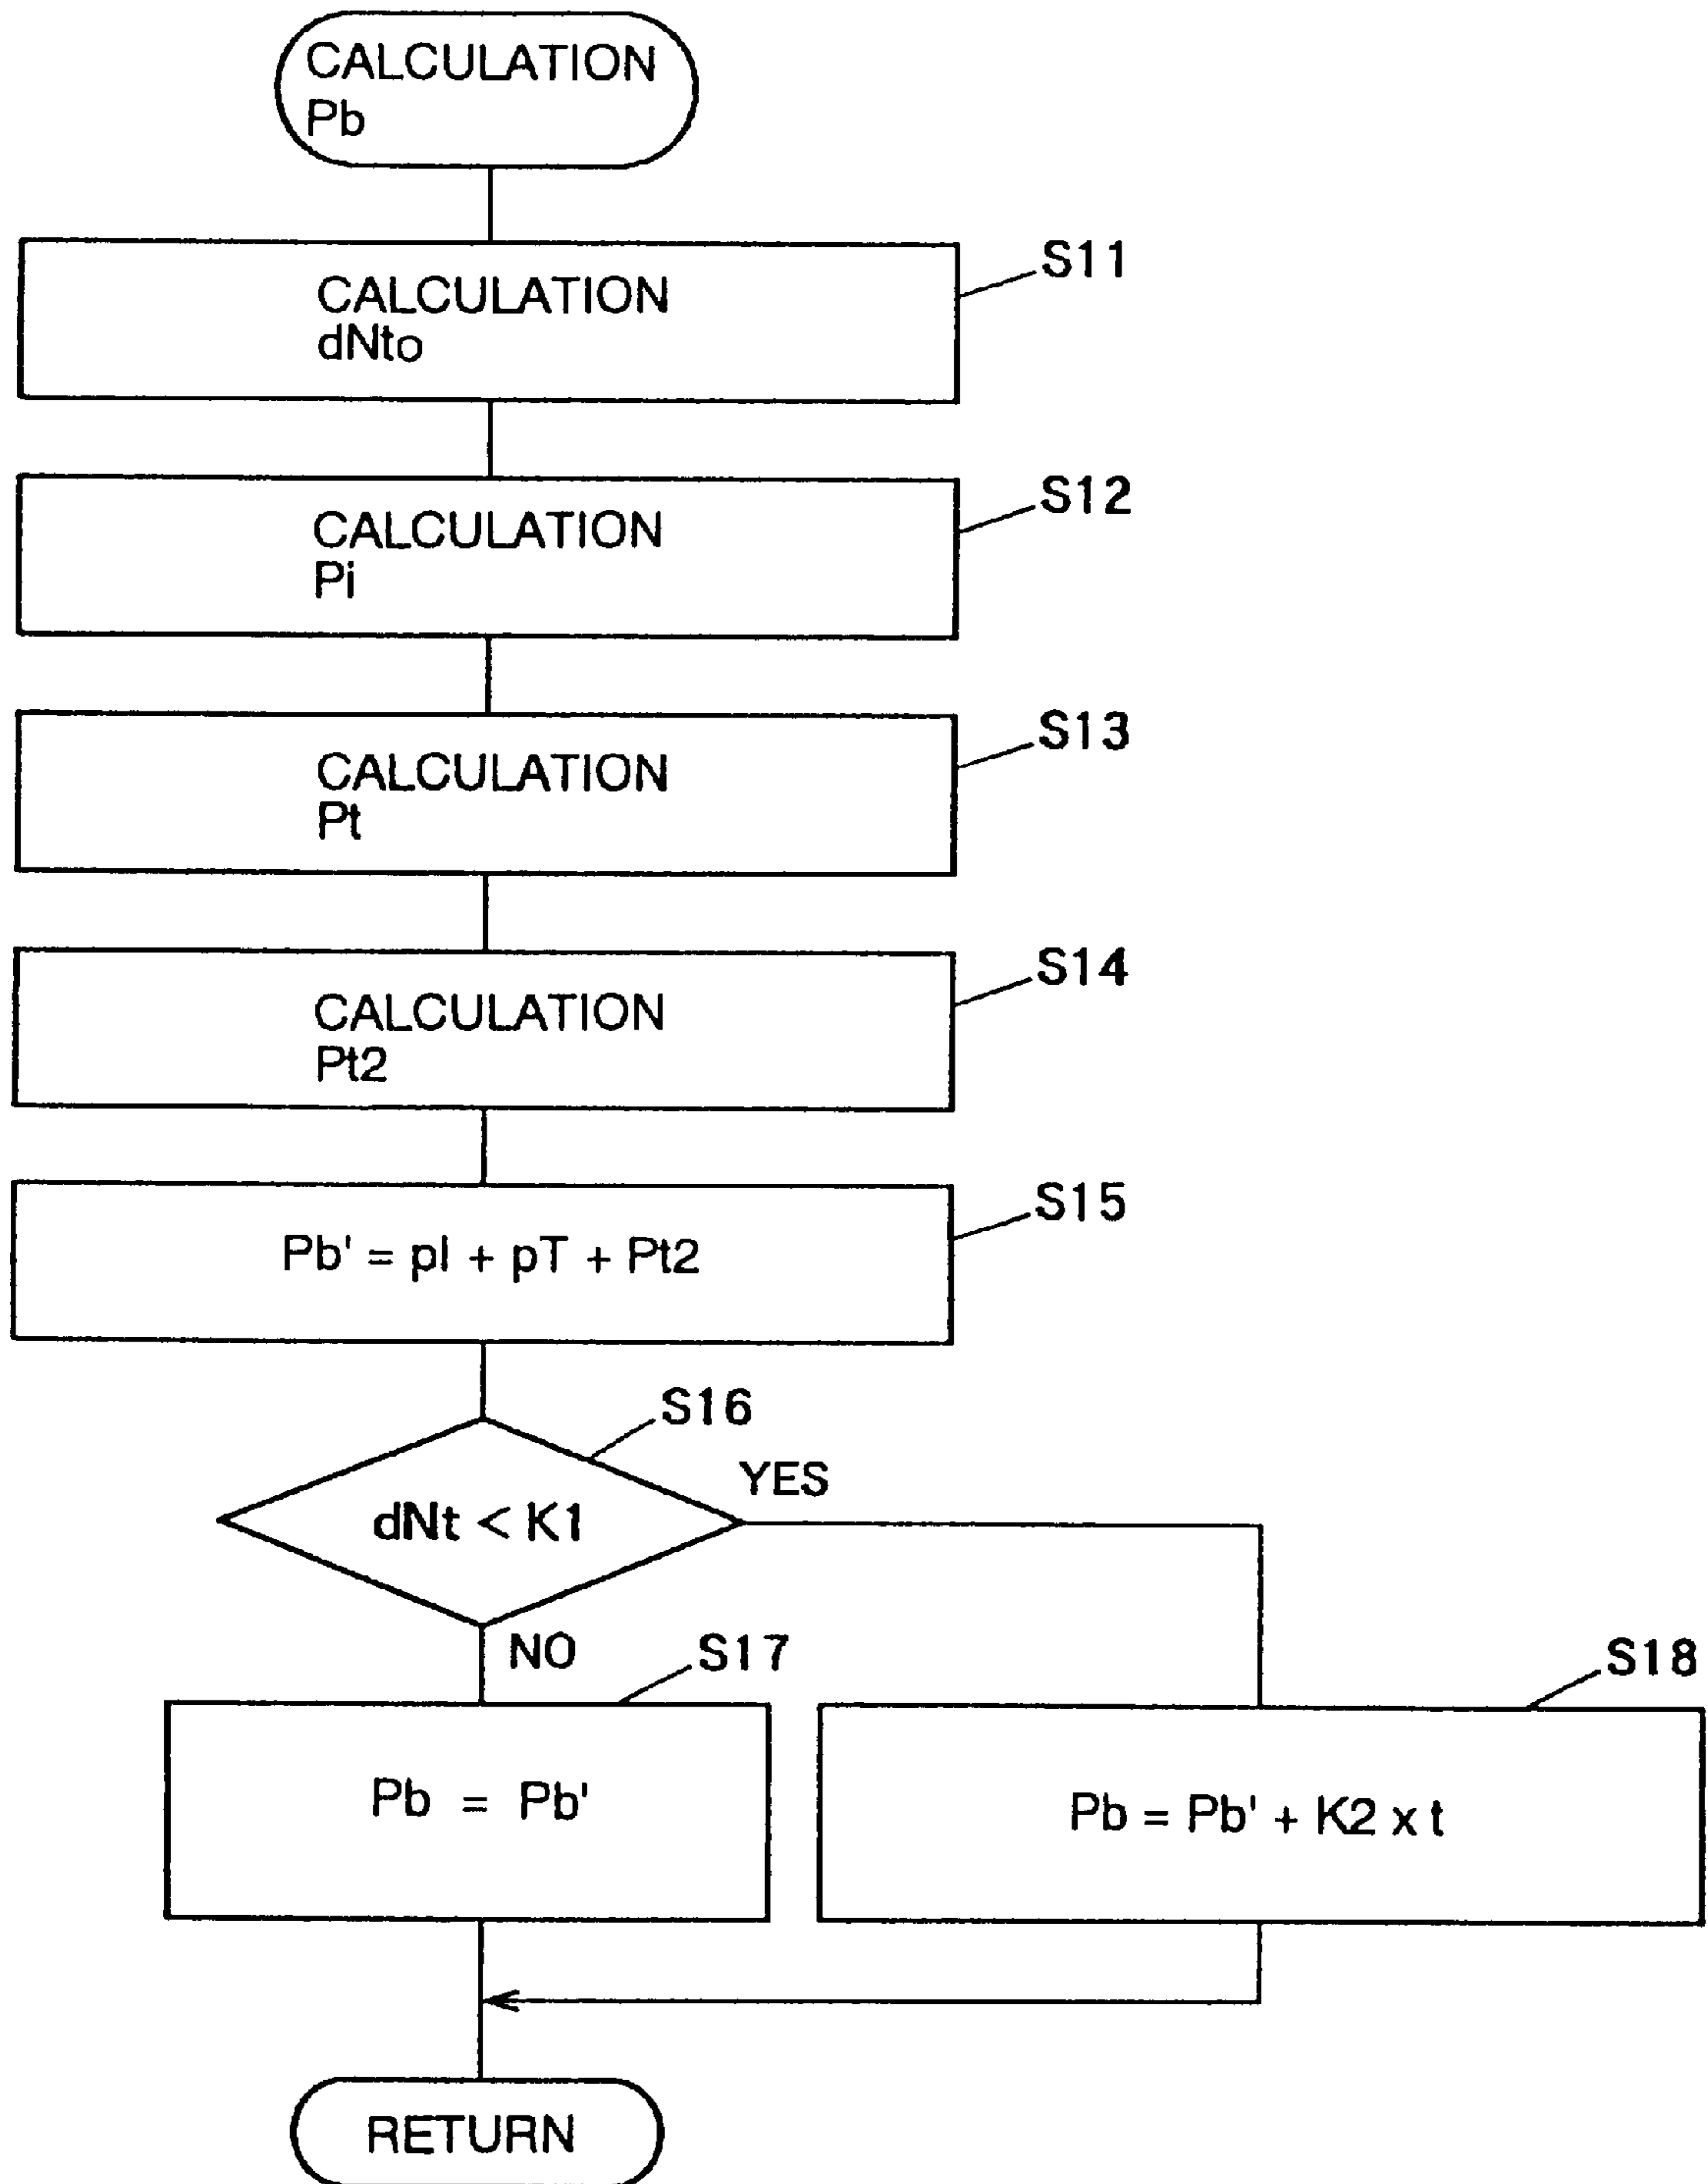 CALCULATION
Pb
S11
CALCULATION
dNto
S12
CALCULATION
Pi
S13
CALCULATION
Pt
S14
CALCULATION
Pt2
S15
Pb' = pI + pT + Pt2
S16
YES
dNt < K1
NO
S17
S18
Pb = Pb'
Pb = Pb' + K2 x t
RETURN